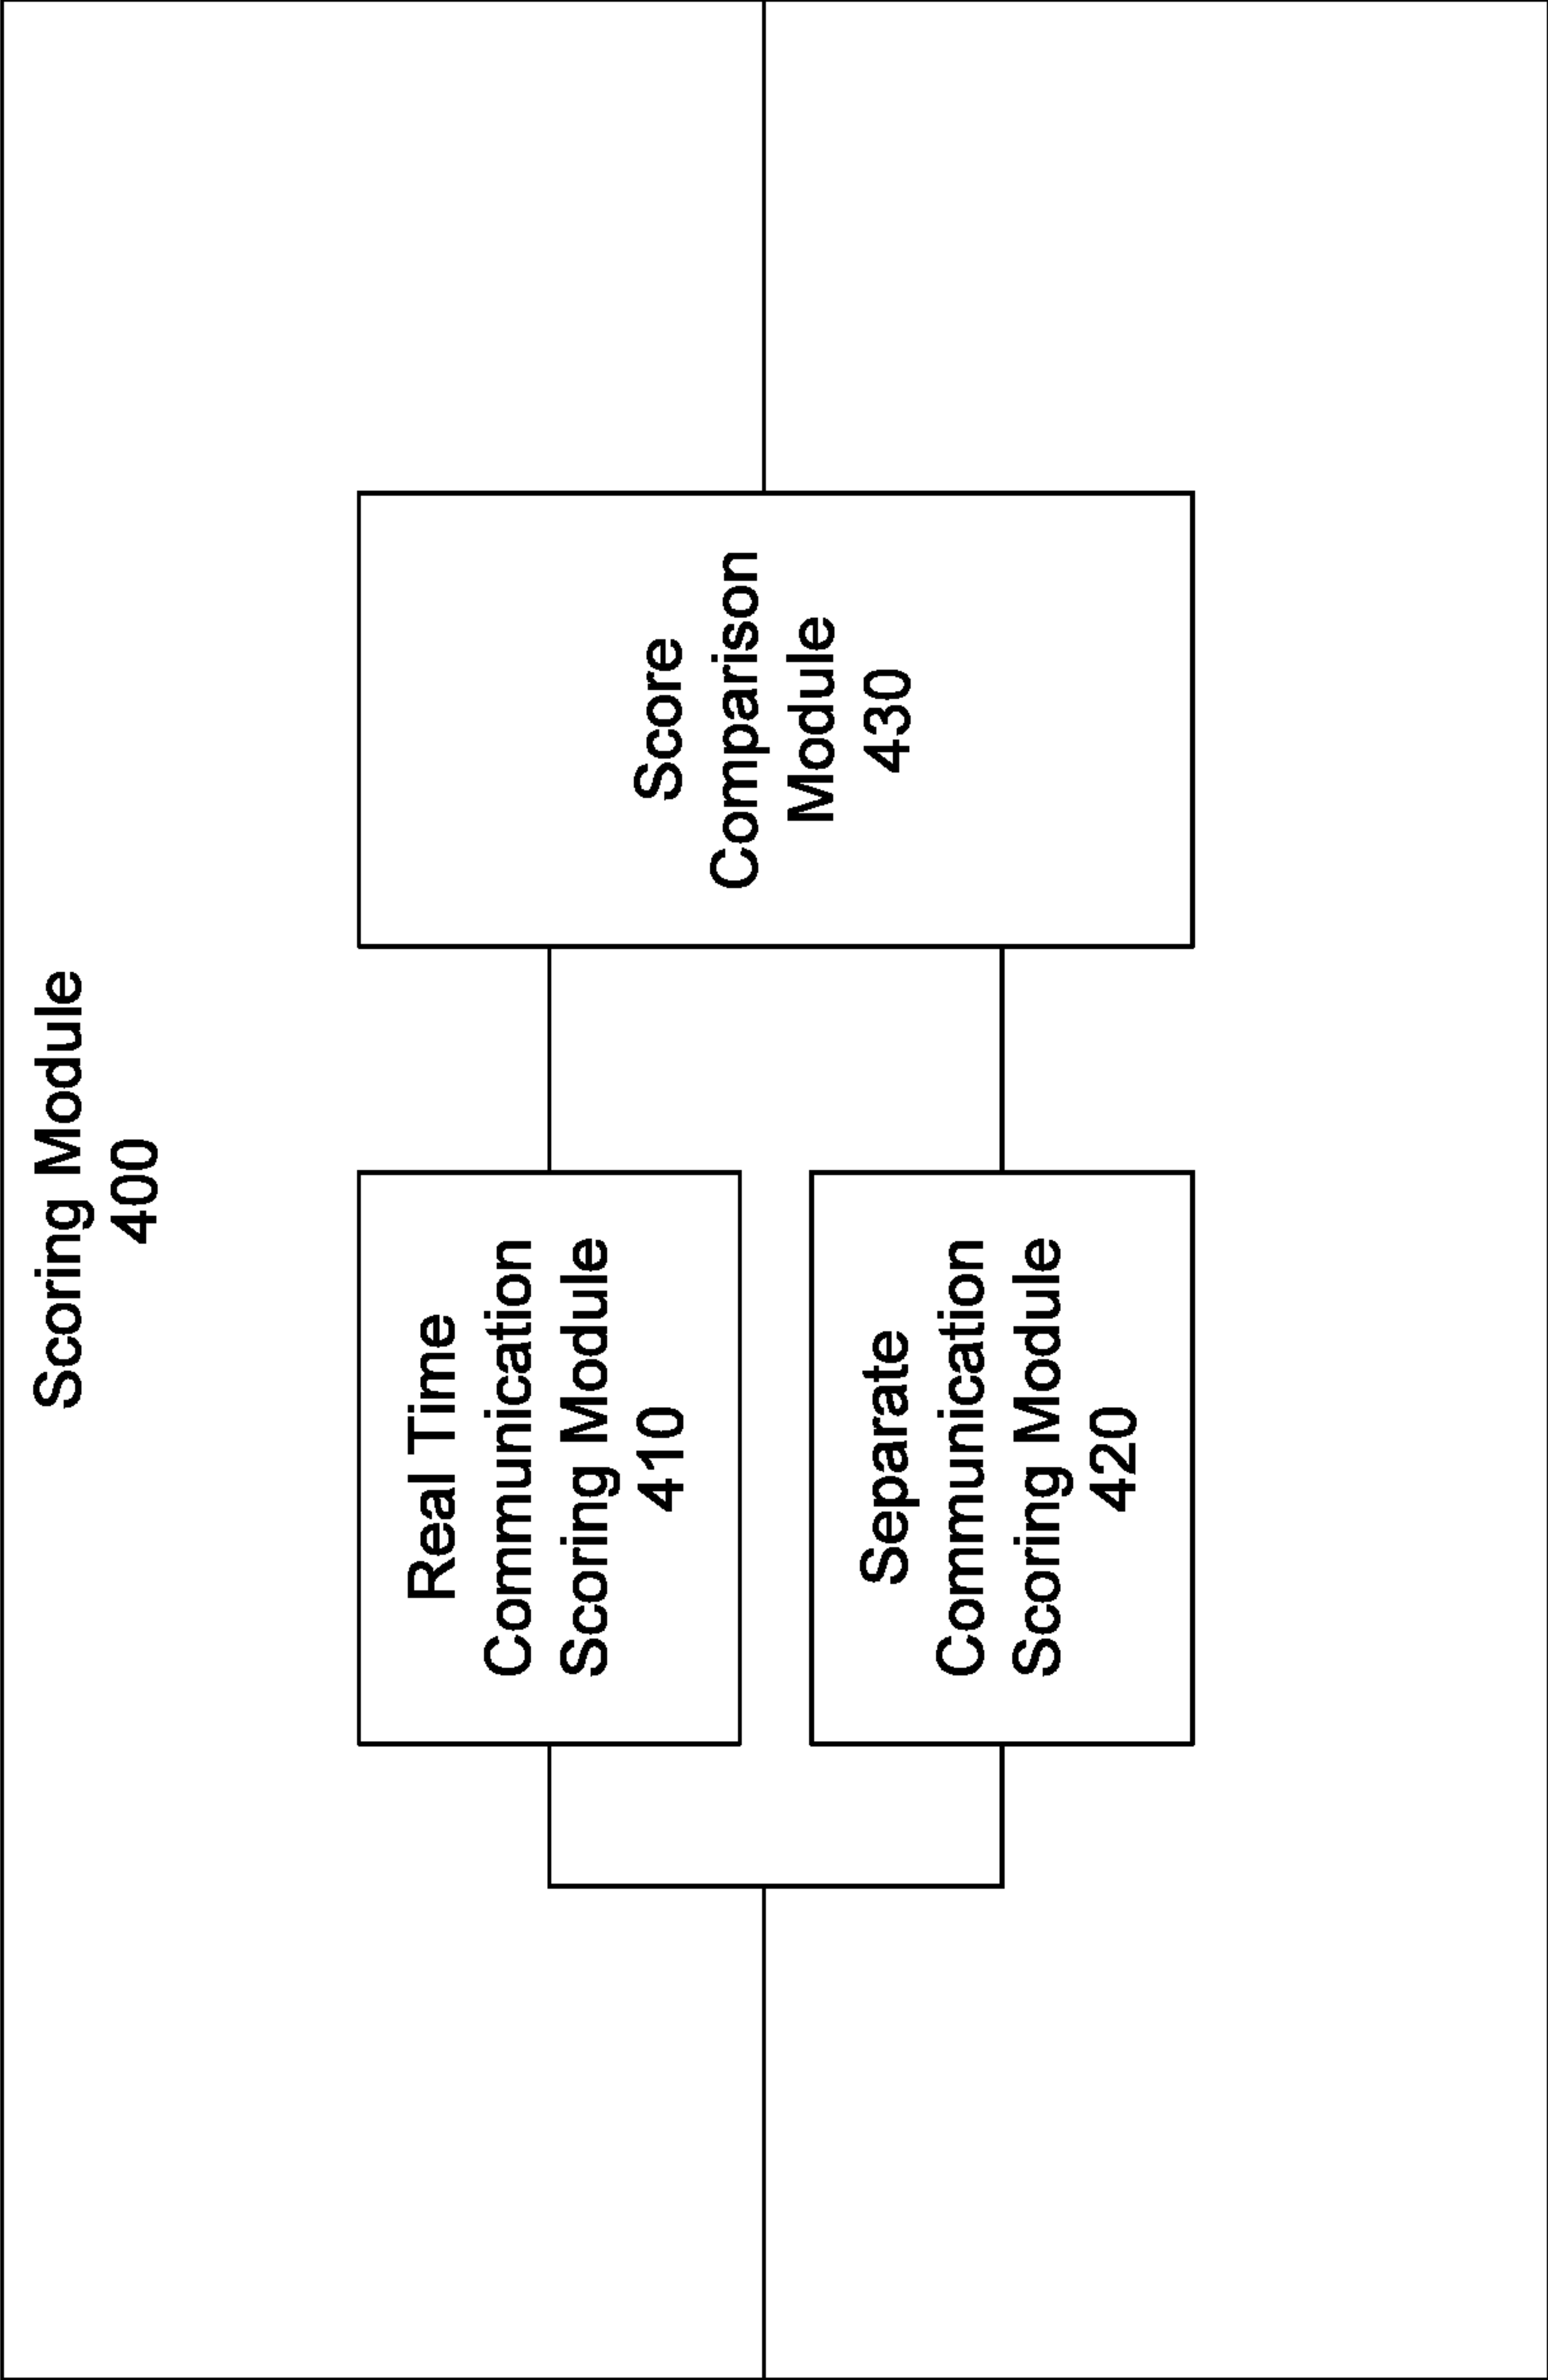 Scoring Module
400
Real Time
Communication
Scoring Module
410
Separate
Communication
Scoring Module
420
Score
Comparison
Module
430